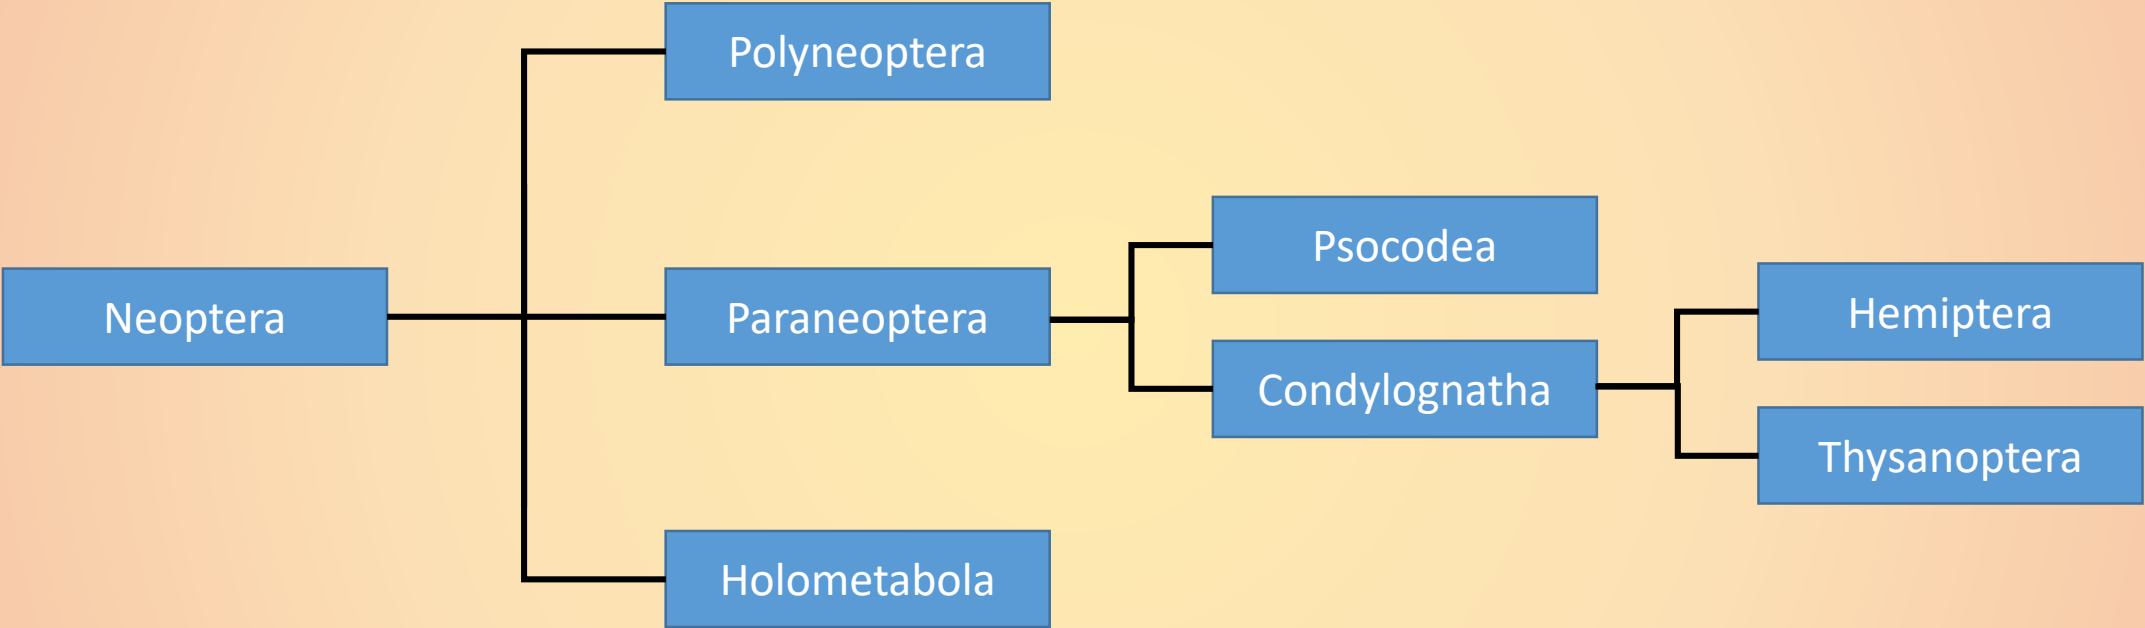 Polyneoptera
Neoptera
Paraneoptera
Psocodea
Condylognatha
Hemiptera
Thysanoptera
Holometabola